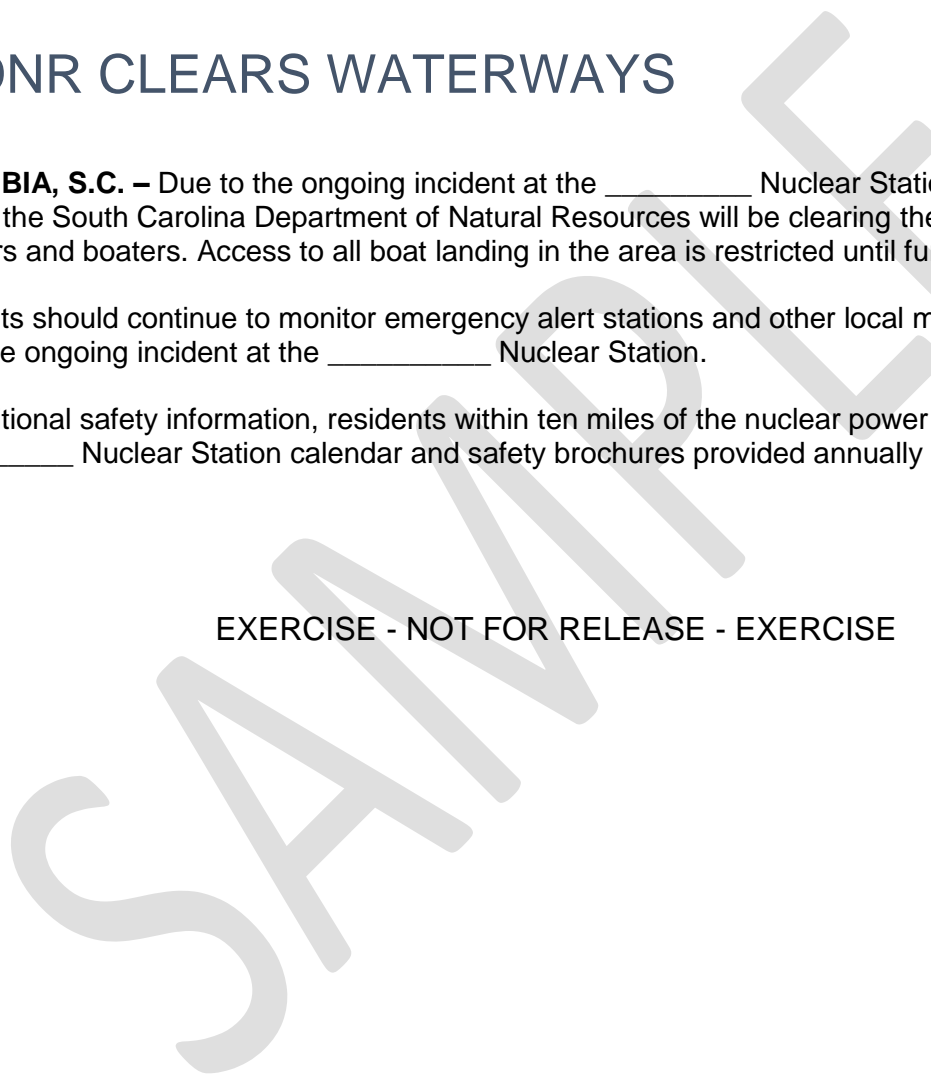 DNR CLEARS WATERWAYS
BIA, S.C. – Due to the ongoing incident at the _________ Nuclear Statio
the South Carolina Department of Natural Resources will be clearing the
rs and boaters. Access to all boat landing in the area is restricted until fu
ts should continue to monitor emergency alert stations and other local m
e ongoing incident at the __________ Nuclear Station.
tional safety information, residents within ten miles of the nuclear power
_____ Nuclear Station calendar and safety brochures provided annually
EXERCISE - NOT FOR RELEASE - EXERCISE
SAMPLE